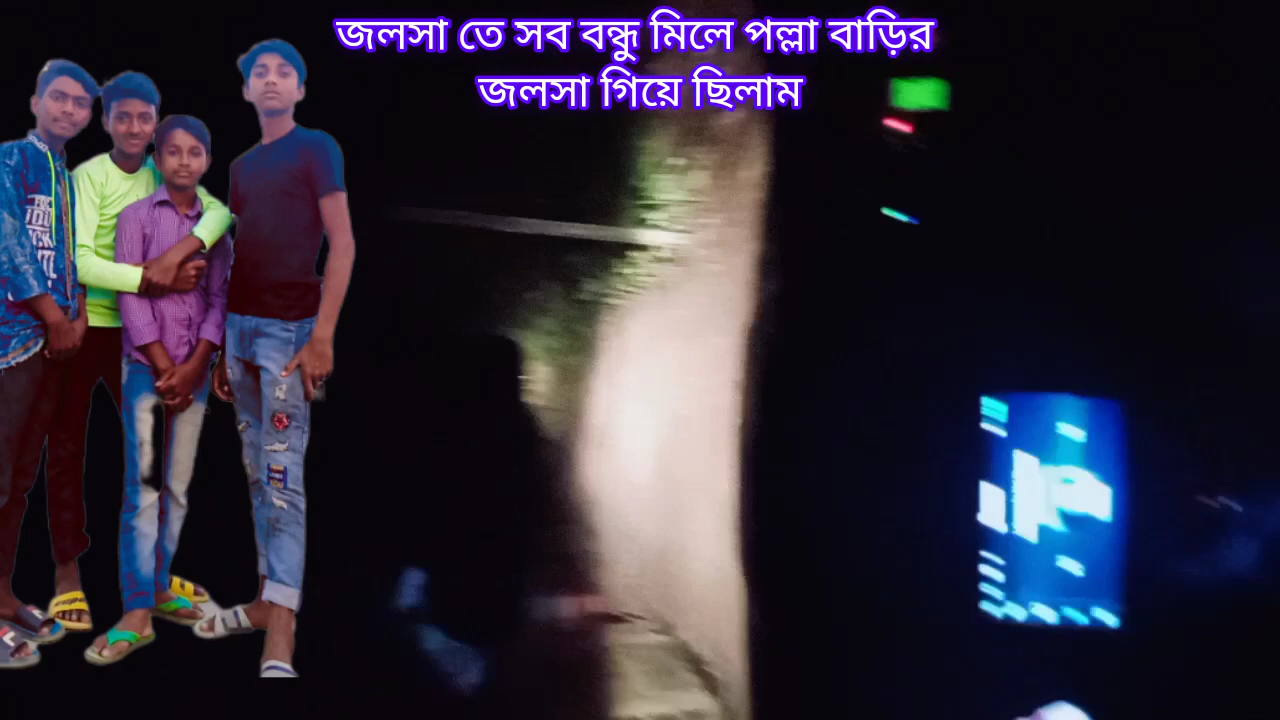 জলসা তে সব বন্ধু মিলে পল্লা বাড়ির
জলসা গিয়ে ছিলাম